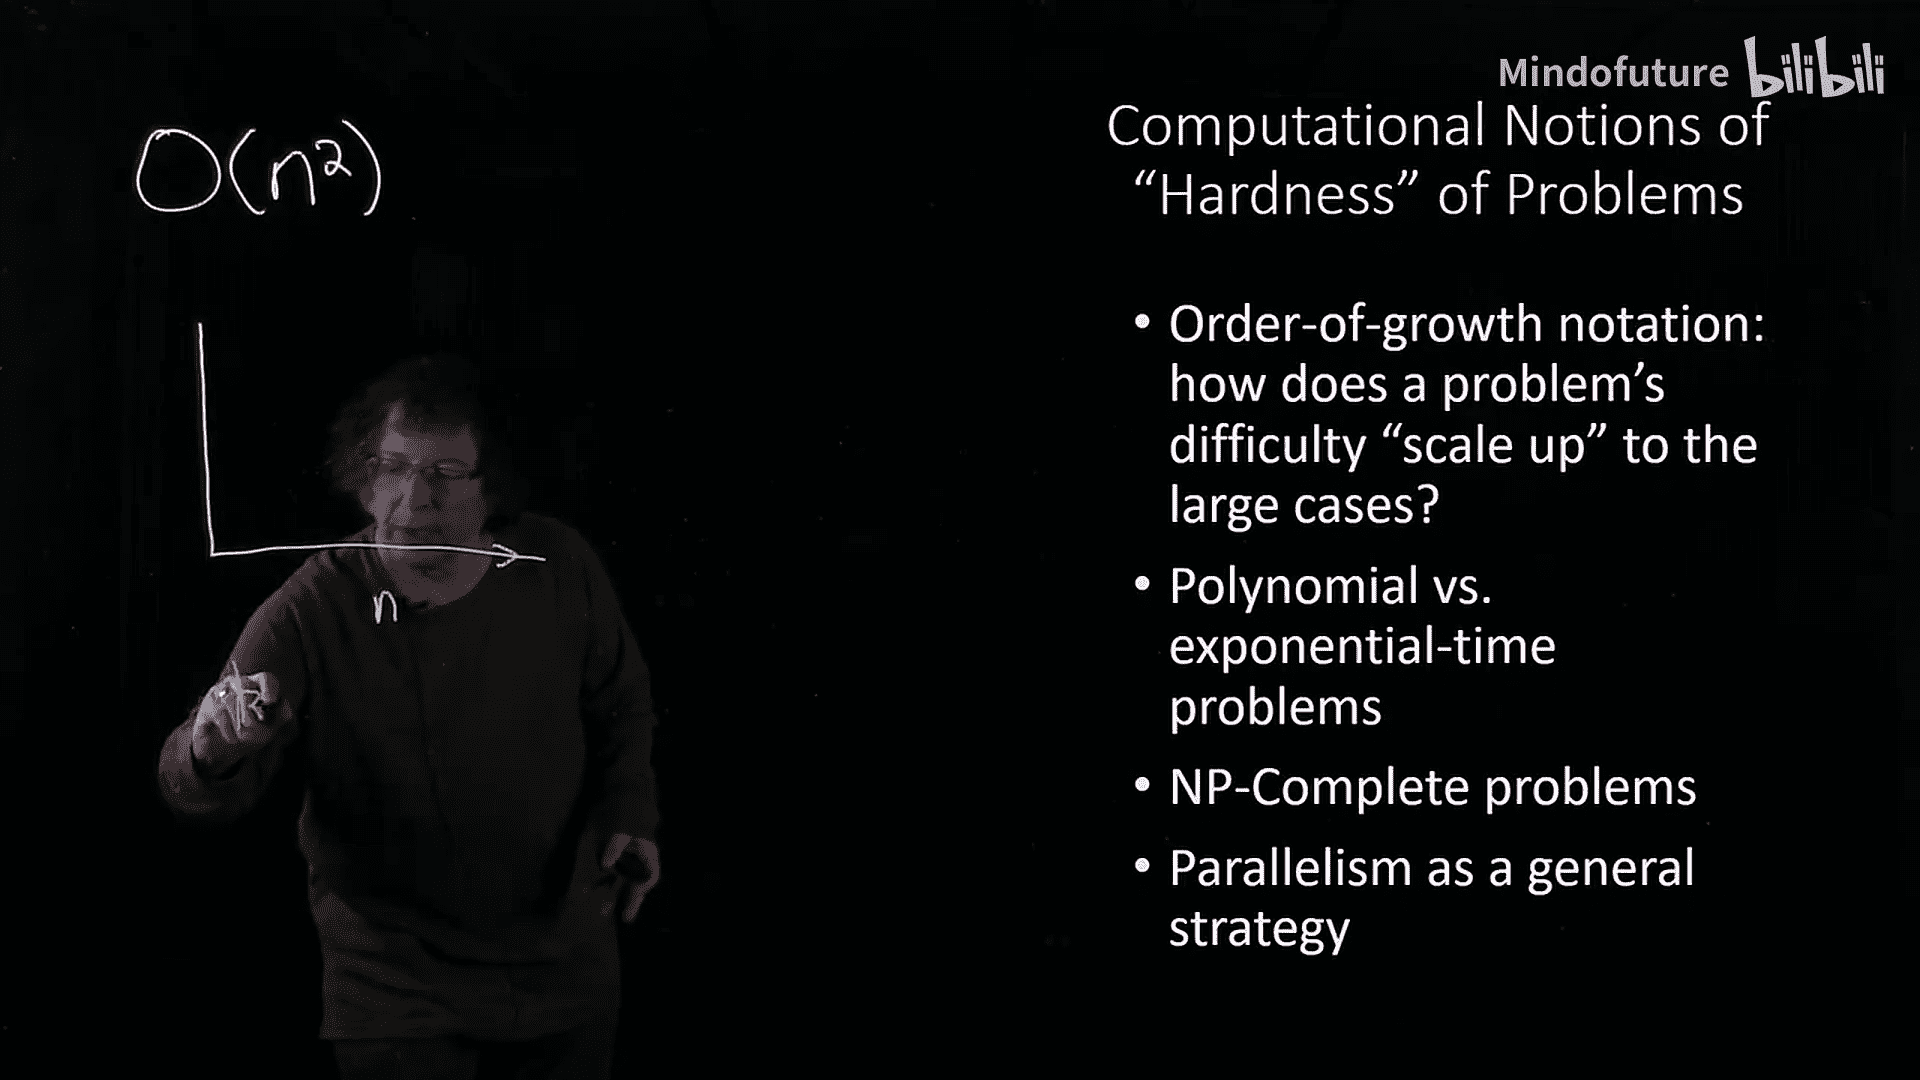 Mindofuture bilibili
O(n²)
n
Computational Notions of
“Hardness” of Problems
• Order-of-growth notation:
how does a problem’s
difficulty “scale up” to the
large cases?
• Polynomial vs.
exponential-time
problems
• NP-Complete problems
• Parallelism as a general
strategy